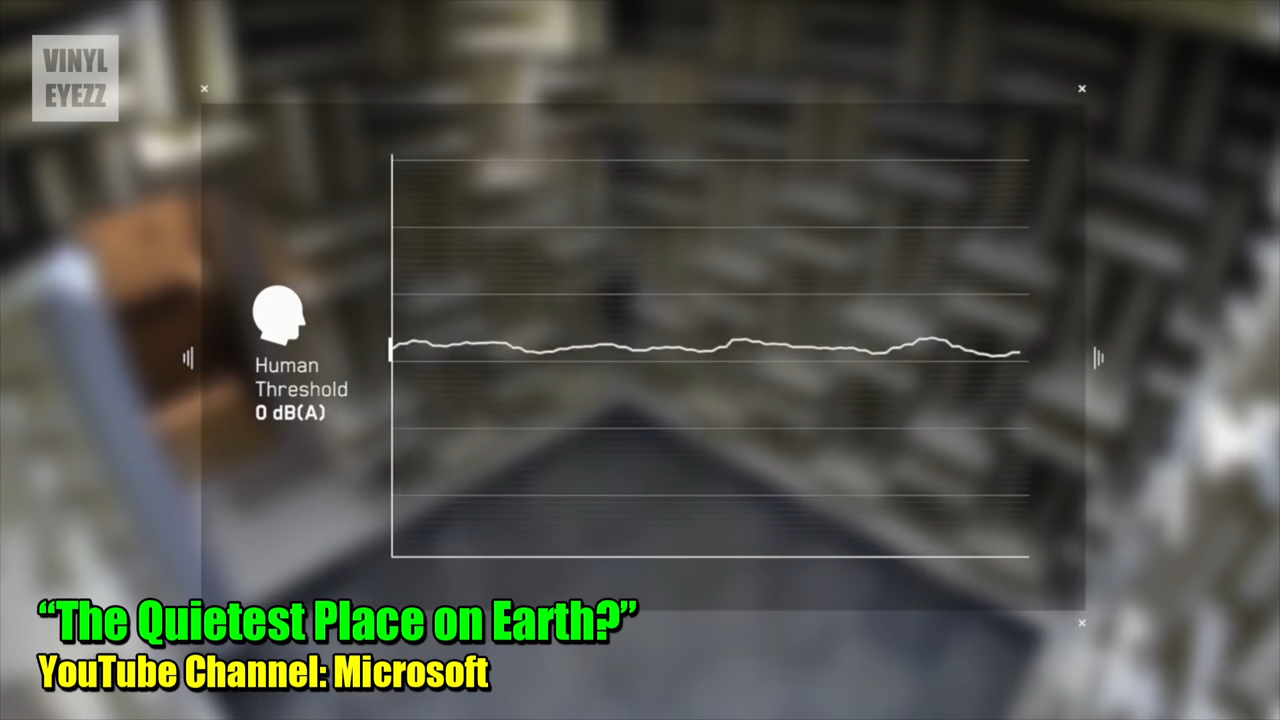 VINYL
EYEZZ
Human
Threshold
0 dB(A)
“The Quietest Place on Earth?”
YouTube Channel: Microsoft